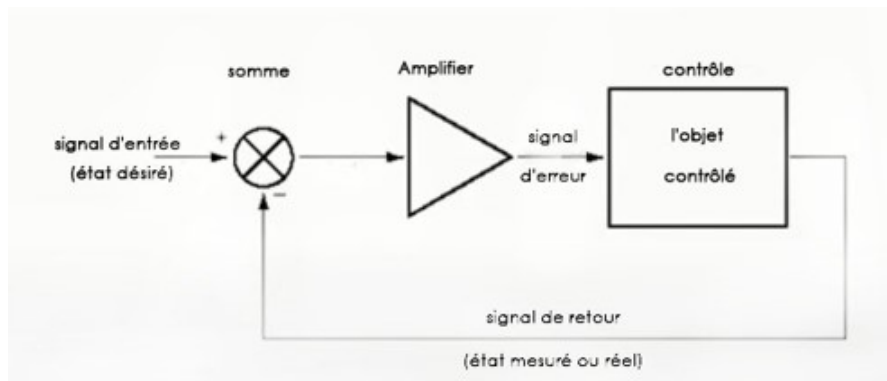 somme
Amplifier
contrôle
signal d'entrée
(état désiré)
+
−
signal
d'erreur
l'objet
contrôlé
signal de retour
(état mesuré ou réel)